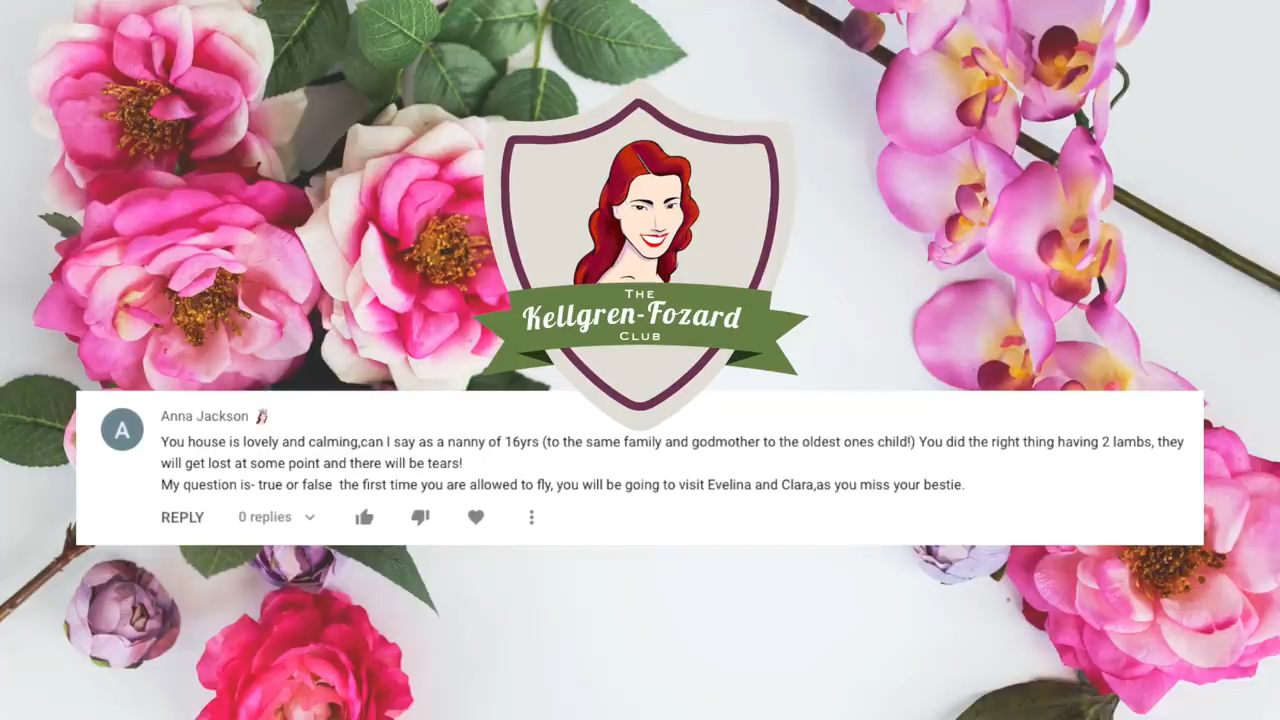 THE
Kellgren-Fozard
CLUB
A
Anna Jackson
You house is lovely and calming,can I say as a nanny of 16yrs (to the same family and godmother to the oldest ones child!) You did the right thing having 2 lambs, they
will get lost at some point and there will be tears!
My question is- true or false  the first time you are allowed to fly, you will be going to visit Evelina and Clara,as you miss your bestie.
REPLY 0 replies